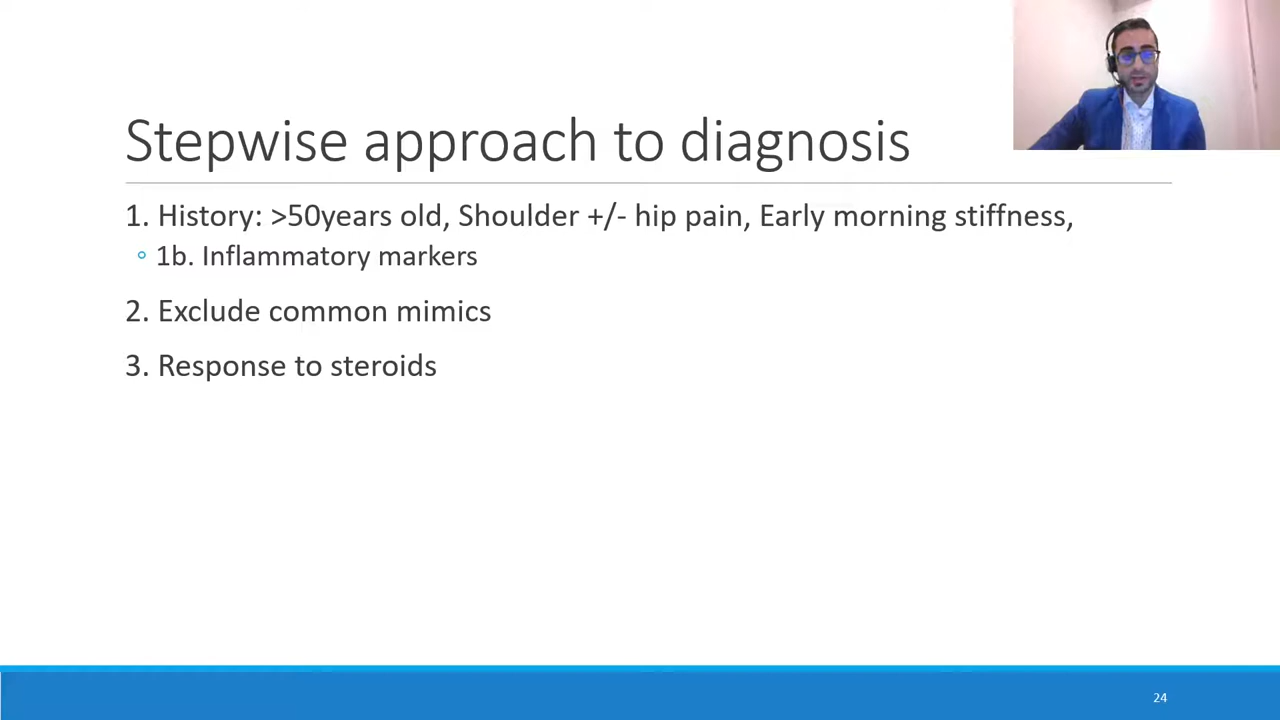 Stepwise approach to diagnosis
1. History: >50years old, Shoulder +/- hip pain, Early morning stiffness,
◦ 1b. Inflammatory markers
2. Exclude common mimics
3. Response to steroids
24